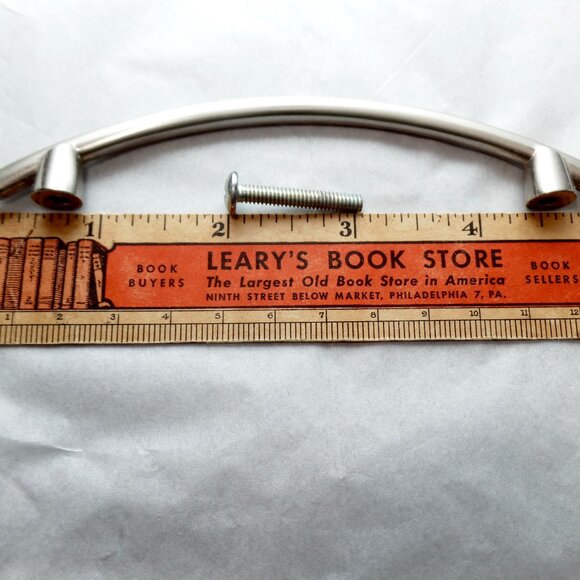 1 2 3 4
BOOK BUYERS
LEARY'S BOOK STORE
The Largest Old Book Store in America
NINTH STREET BELOW MARKET, PHILADELPHIA 7, PA.
BOOK SELLERS
1 2 3 4 5 6 7 8 9 10 11 12